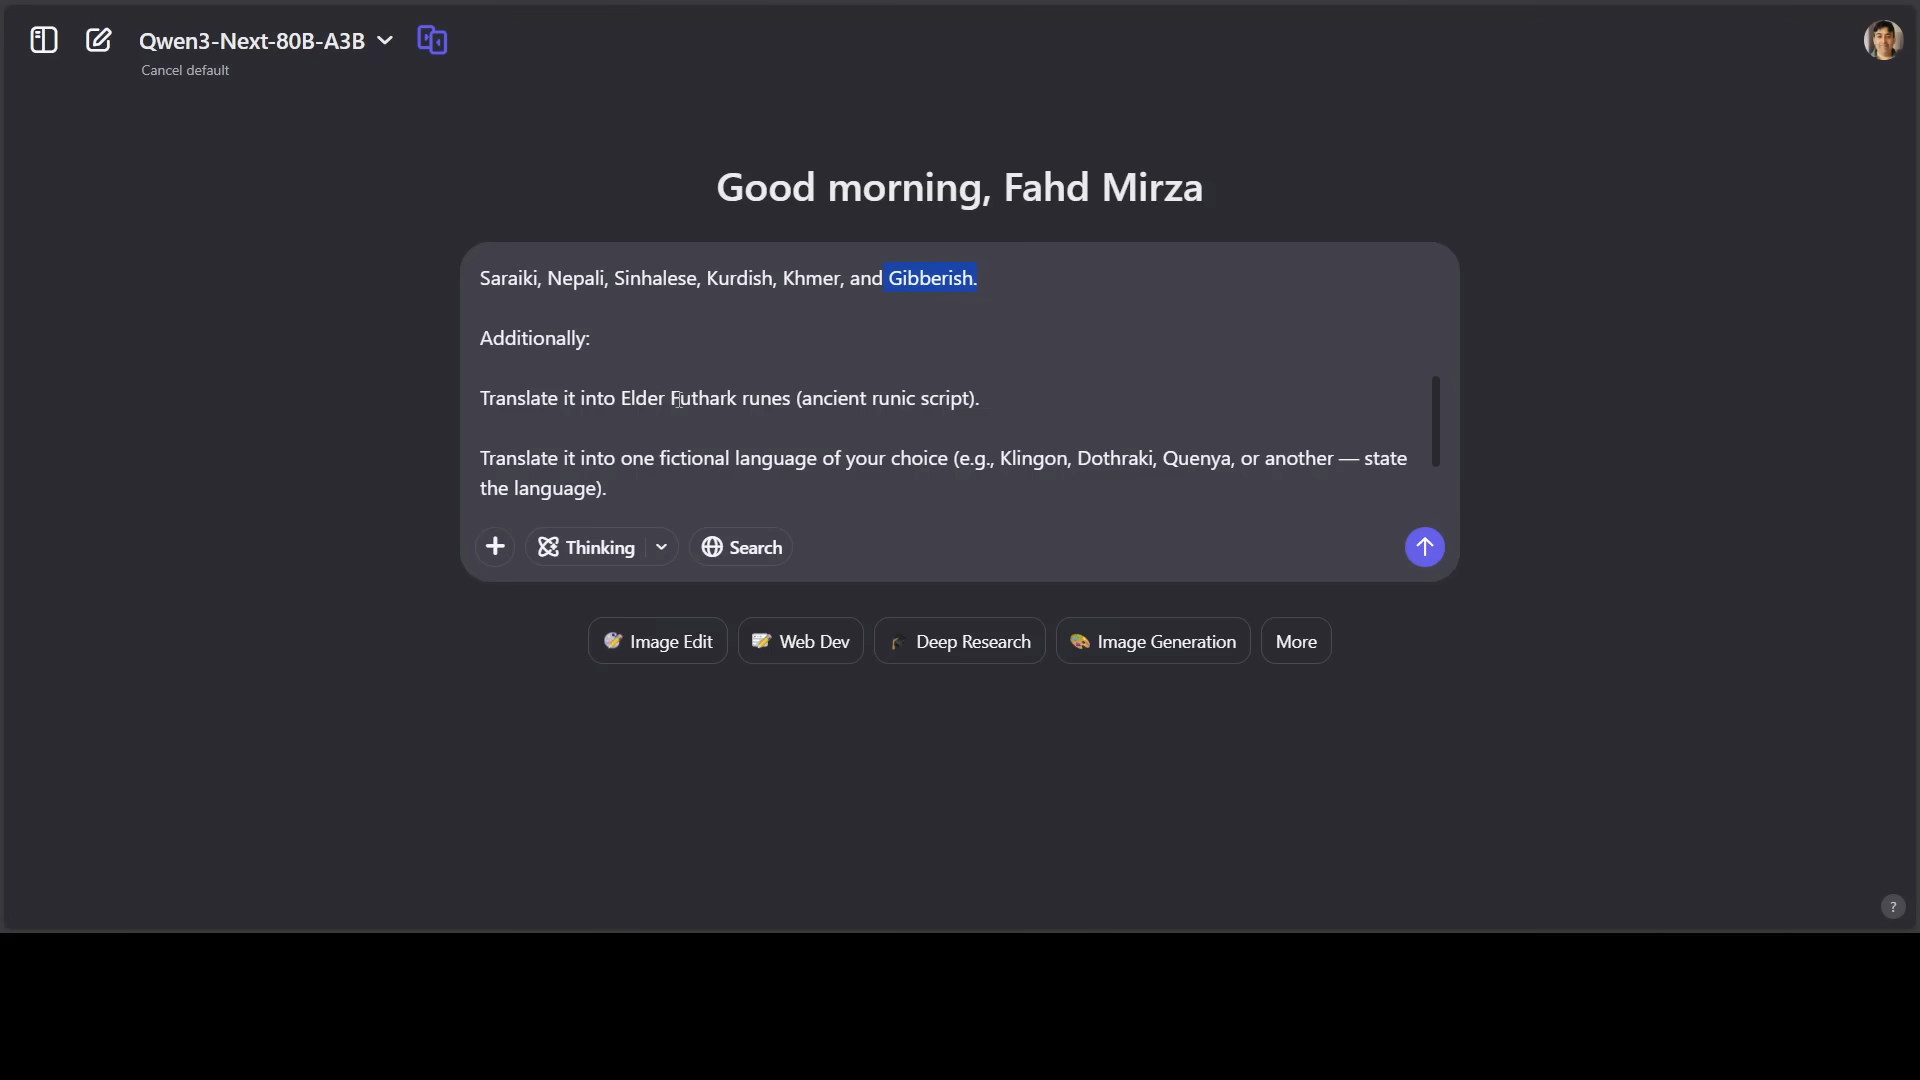 Qwen3-Next-80B-A3B
Cancel default
Good morning, Fahd Mirza
Saraiki, Nepali, Sinhalese, Kurdish, Khmer, and Gibberish.
Additionally:
Translate it into Elder Futhark runes (ancient runic script).
Translate it into one fictional language of your choice (e.g., Klingon, Dothraki, Quenya, or another — state
the language).
Thinking
Search
Image Edit
Web Dev
Deep Research
Image Generation
More
?